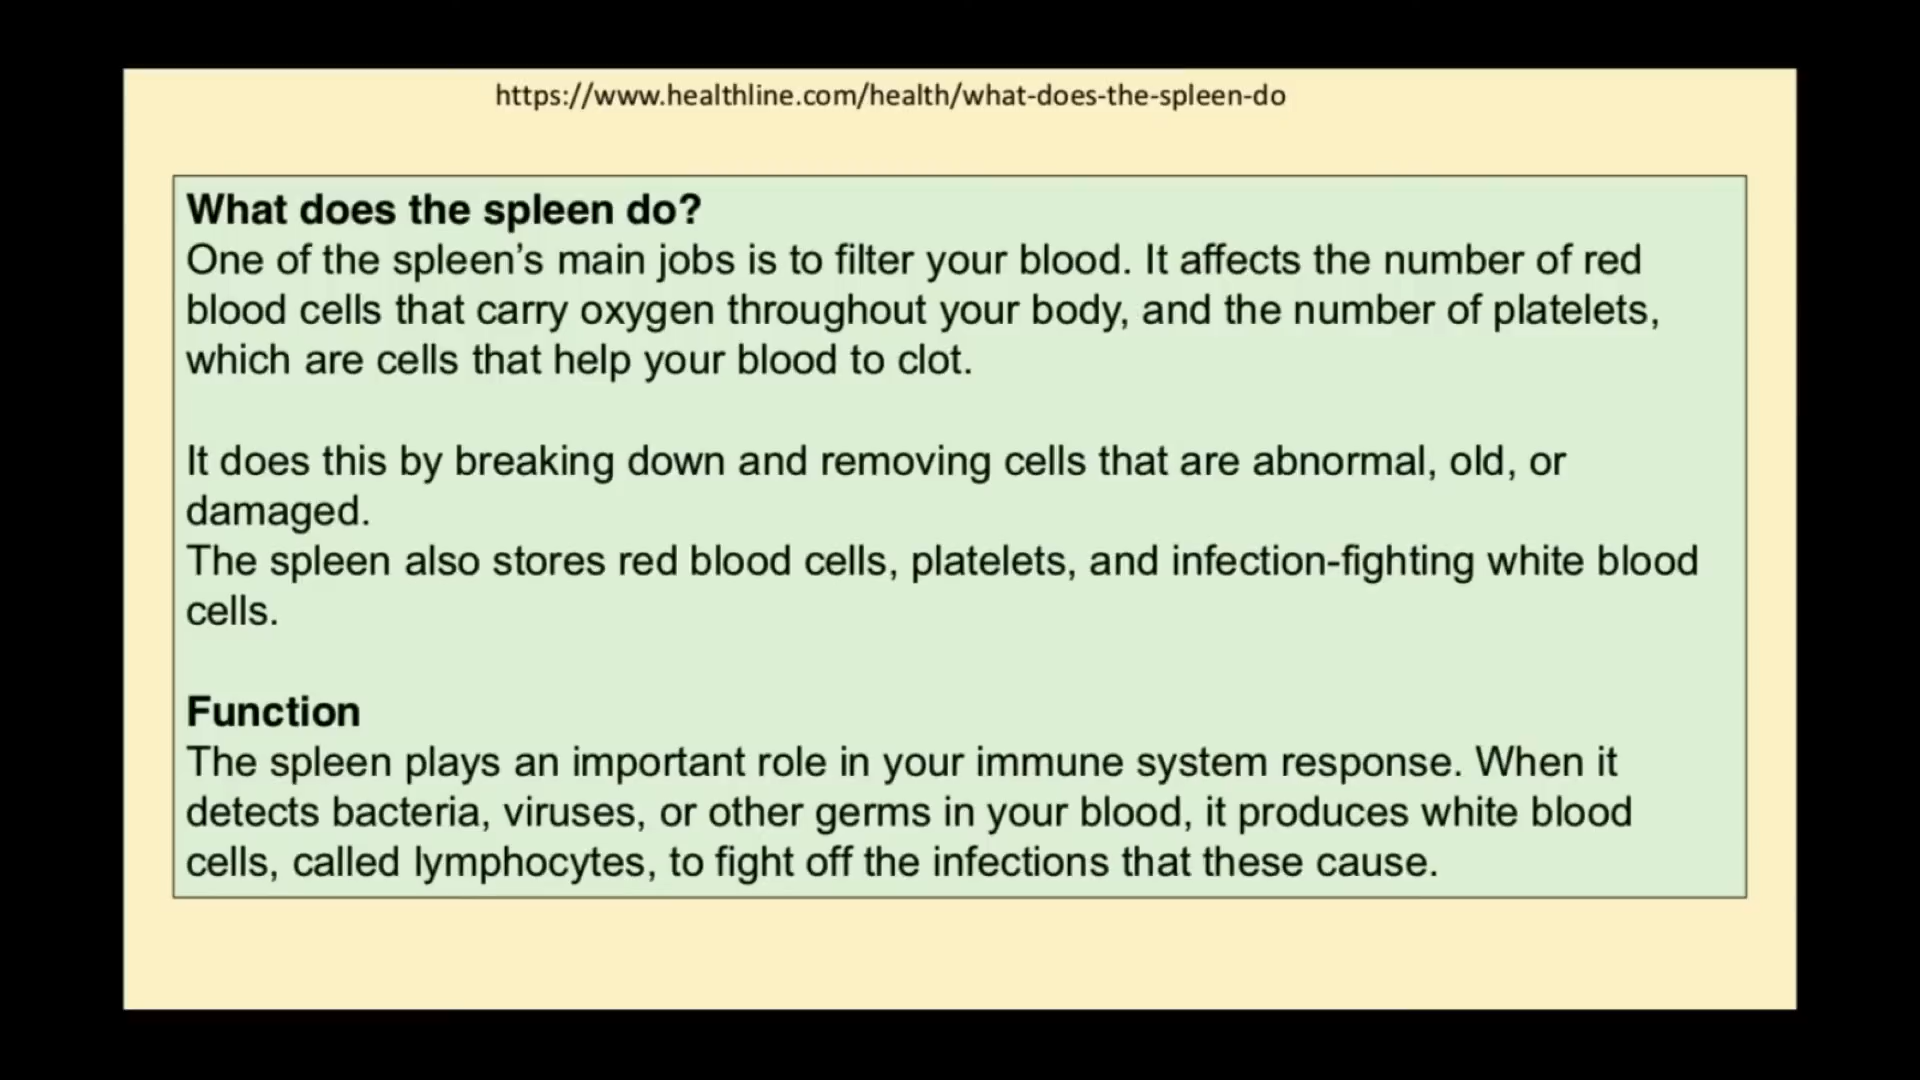 https://www.healthline.com/health/what-does-the-spleen-do
What does the spleen do?
One of the spleen’s main jobs is to filter your blood. It affects the number of red
blood cells that carry oxygen throughout your body, and the number of platelets,
which are cells that help your blood to clot.
It does this by breaking down and removing cells that are abnormal, old, or
damaged.
The spleen also stores red blood cells, platelets, and infection-fighting white blood
cells.
Function
The spleen plays an important role in your immune system response. When it
detects bacteria, viruses, or other germs in your blood, it produces white blood
cells, called lymphocytes, to fight off the infections that these cause.